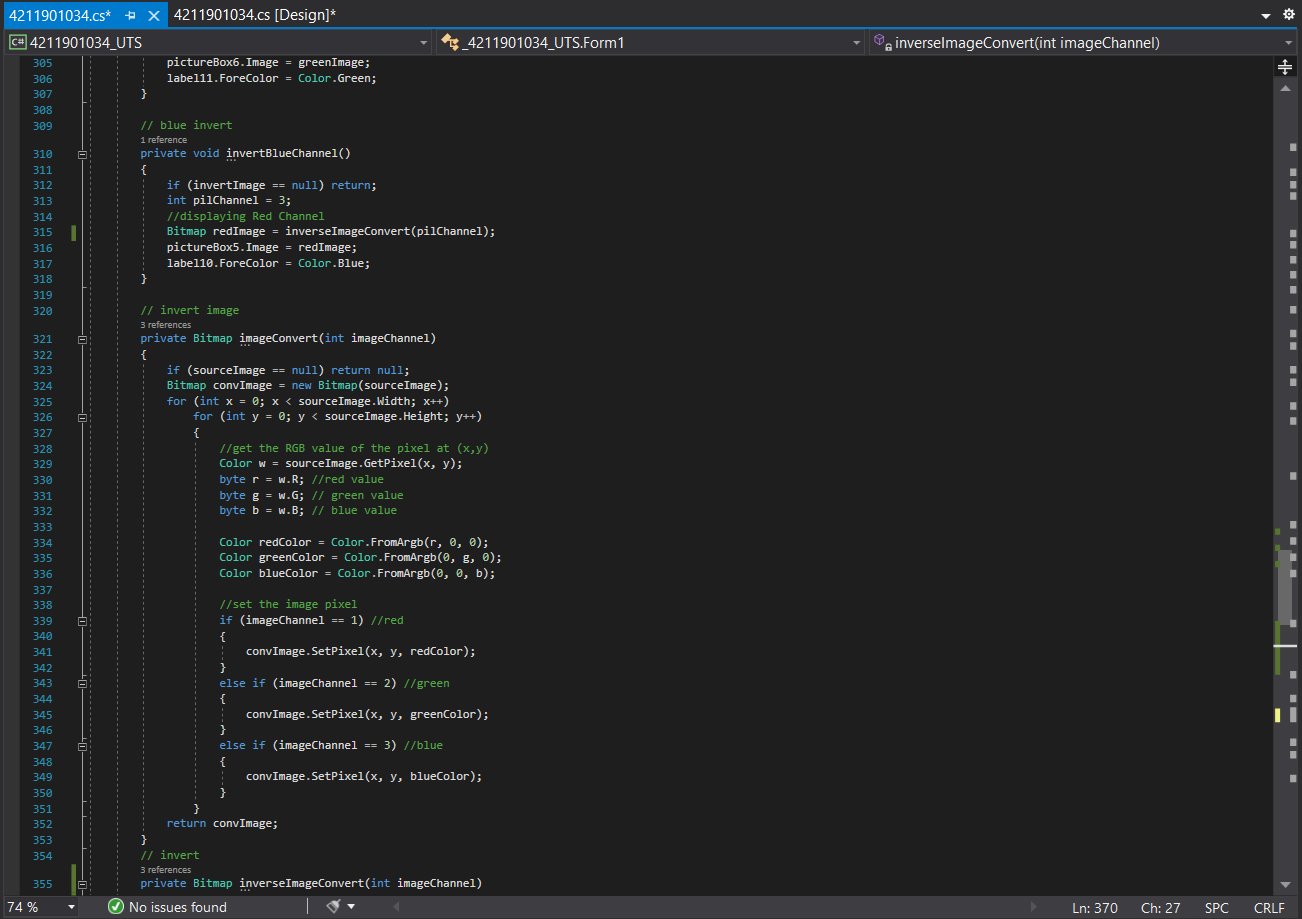 4211901034.cs* 4211901034.cs [Design]*
C# 4211901034_UTS _4211901034_UTS.Form1 inverseImageConvert(int imageChannel)
305 pictureBox6.Image = greenImage;
306 label11.ForeColor = Color.Green;
307 }
308
309 // blue invert
1 reference
310 private void invertBlueChannel()
311 {
312 if (invertImage == null) return;
313 int pilChannel = 3;
314 //displaying Red Channel
315 Bitmap redImage = inverseImageConvert(pilChannel);
316 pictureBox5.Image = redImage;
317 label10.ForeColor = Color.Blue;
318 }
319
320 // invert image
3 references
321 private Bitmap imageConvert(int imageChannel)
322 {
323 if (sourceImage == null) return null;
324 Bitmap convImage = new Bitmap(sourceImage);
325 for (int x = 0; x < sourceImage.Width; x++)
326 for (int y = 0; y < sourceImage.Height; y++)
327 {
328 //get the RGB value of the pixel at (x,y)
329 Color w = sourceImage.GetPixel(x, y);
330 byte r = w.R; //red value
331 byte g = w.G; // green value
332 byte b = w.B; // blue value
333
334 Color redColor = Color.FromArgb(r, 0, 0);
335 Color greenColor = Color.FromArgb(0, g, 0);
336 Color blueColor = Color.FromArgb(0, 0, b);
337
338 //set the image pixel
339 if (imageChannel == 1) //red
340 {
341 convImage.SetPixel(x, y, redColor);
342 }
343 else if (imageChannel == 2) //green
344 {
345 convImage.SetPixel(x, y, greenColor);
346 }
347 else if (imageChannel == 3) //blue
348 {
349 convImage.SetPixel(x, y, blueColor);
350 }
351 }
352 return convImage;
353 }
354 // invert
3 references
355 private Bitmap inverseImageConvert(int imageChannel)
74 % No issues found Ln: 370 Ch: 27 SPC CRLF